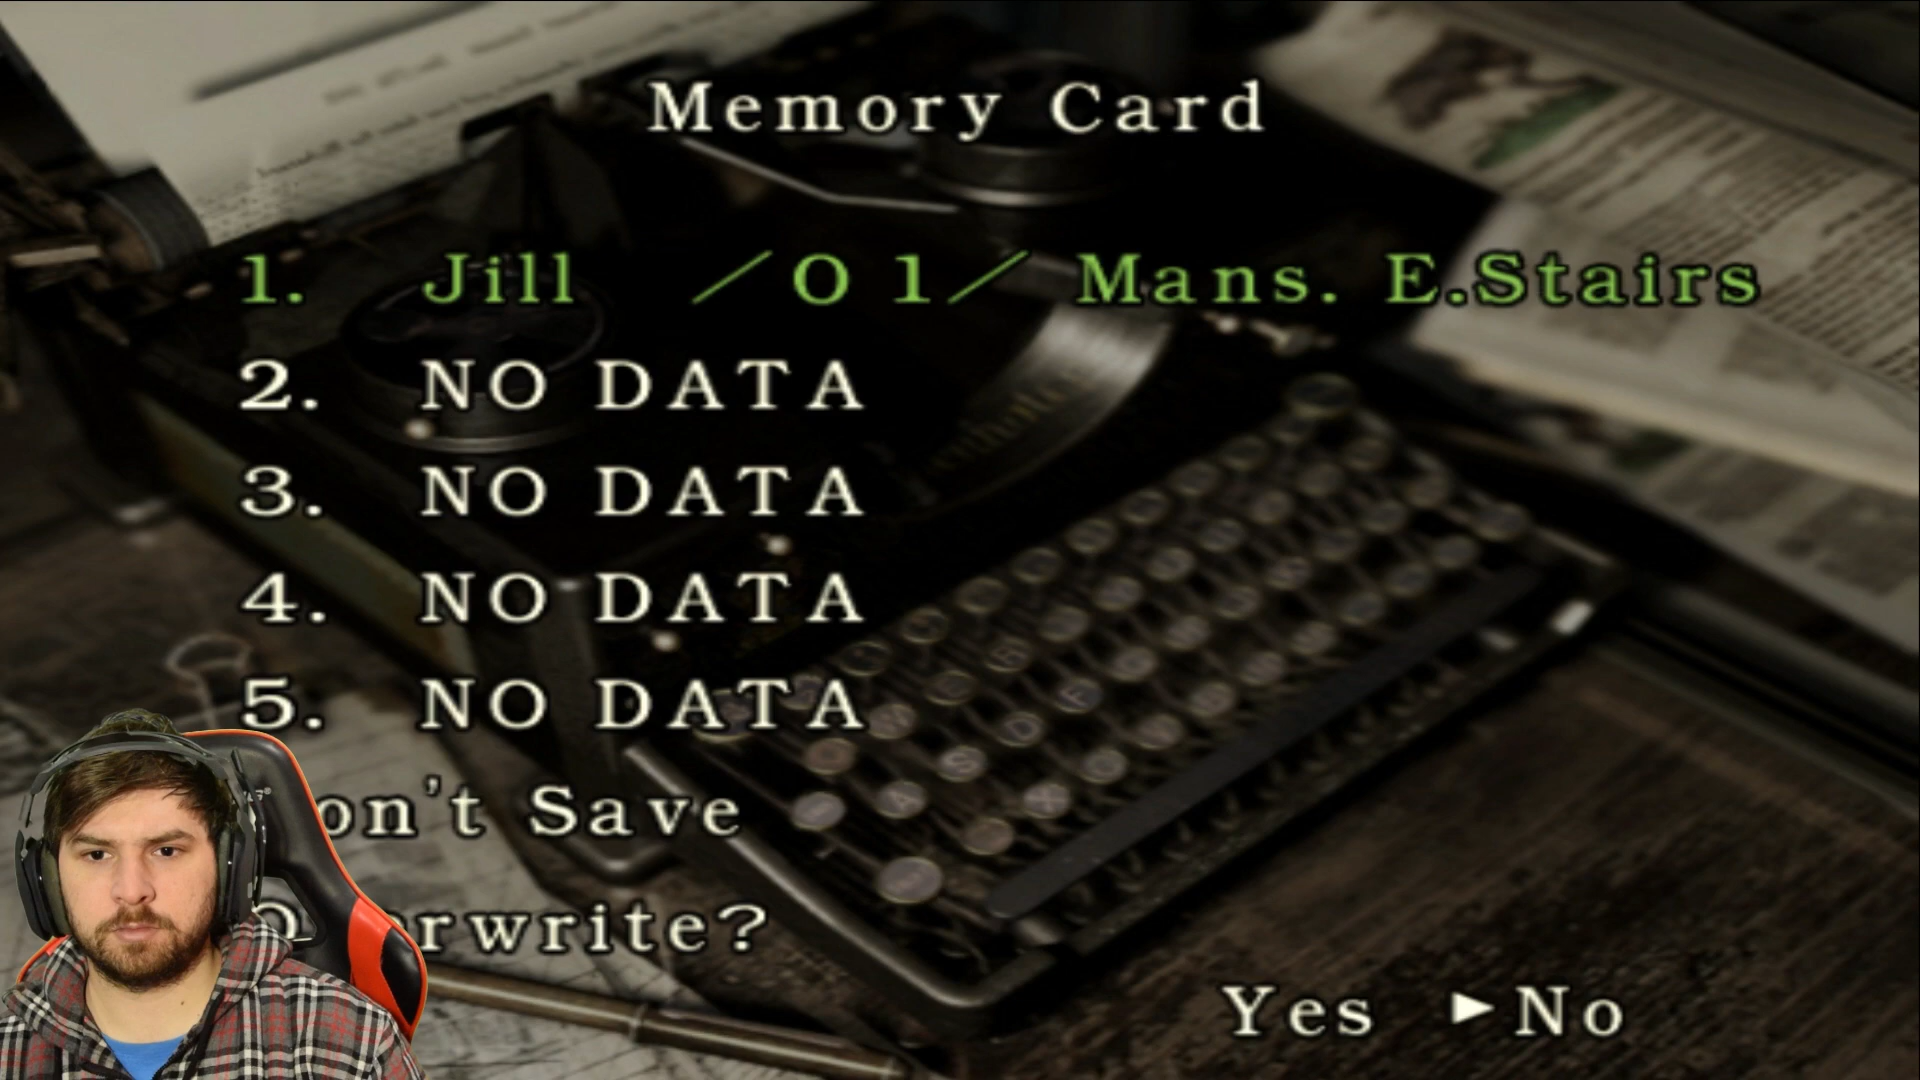 Memory Card
1. Jill /01/ Mans. E.Stairs
2. NO DATA
3. NO DATA
4. NO DATA
5. NO DATA
on't Save
rwrite?
Yes ►No